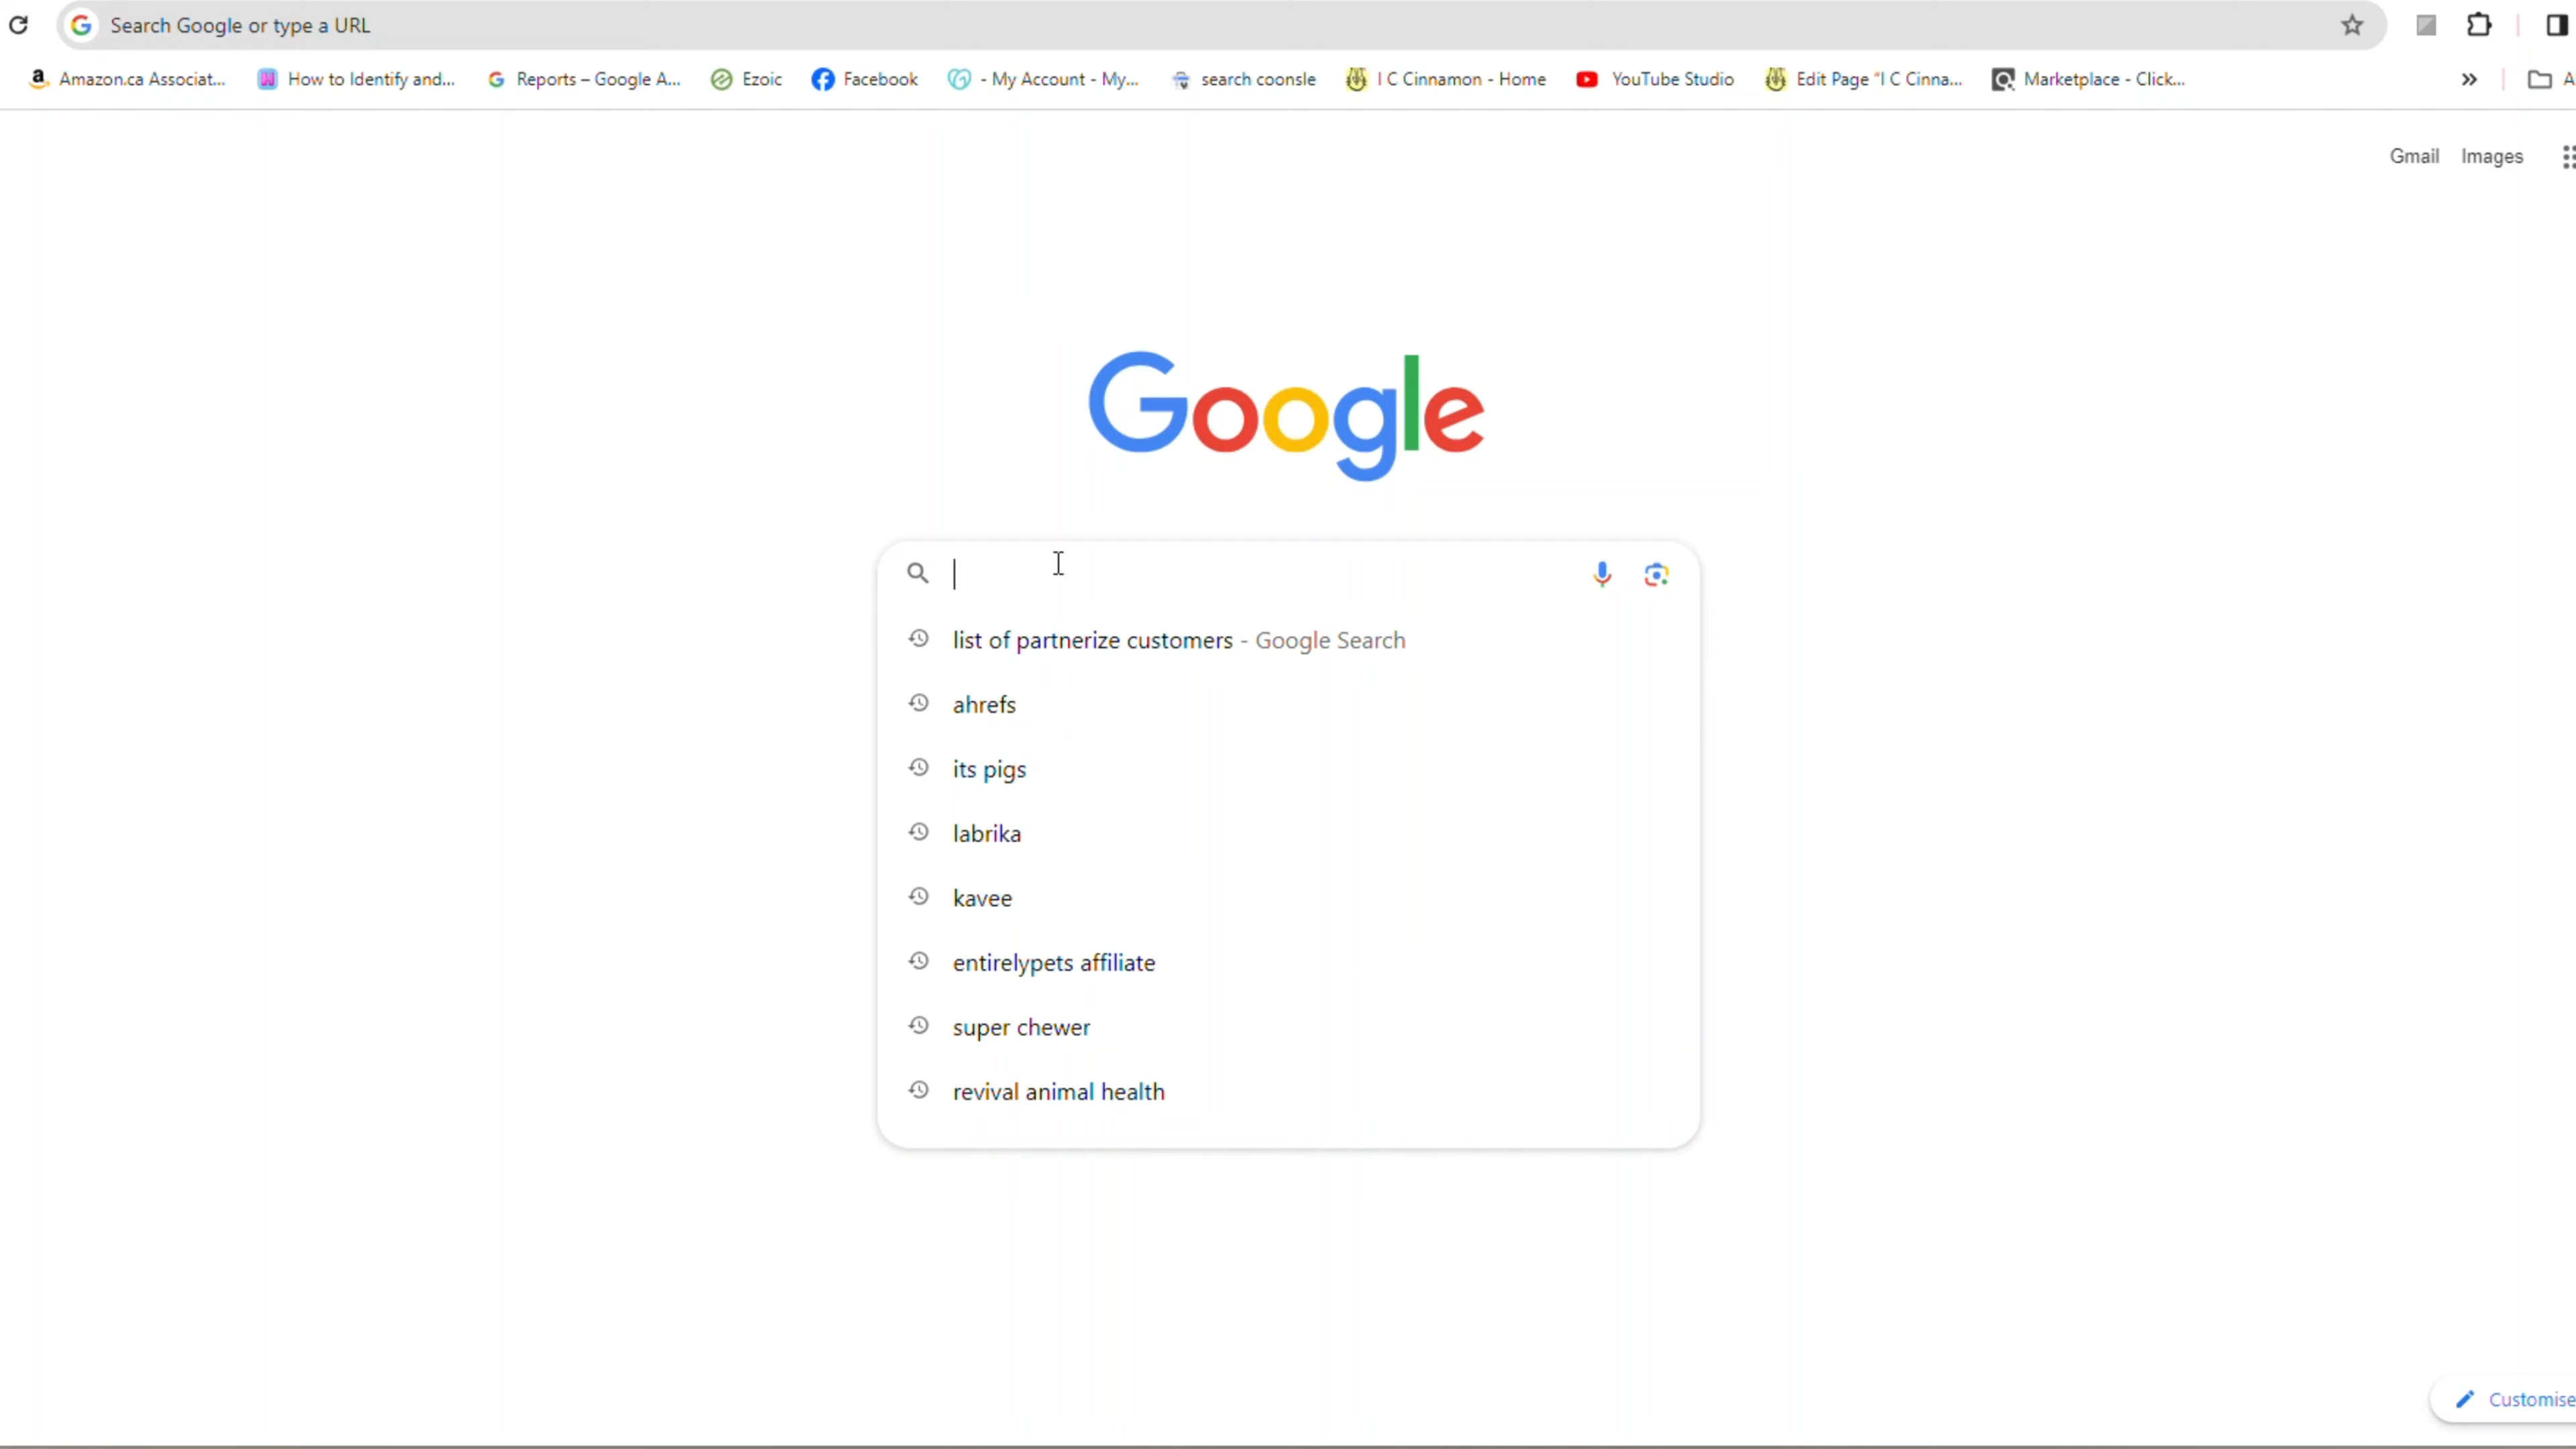 Search Google or type a URL
Amazon.ca Associat... How to Identify and... Reports – Google A... Ezoic Facebook - My Account - My... search coonsle I C Cinnamon - Home YouTube Studio Edit Page "I C Cinna... Marketplace - Click... » A
Gmail Images
Google
list of partnerize customers - Google Search
ahrefs
its pigs
labrika
kavee
entirelypets affiliate
super chewer
revival animal health
Customise